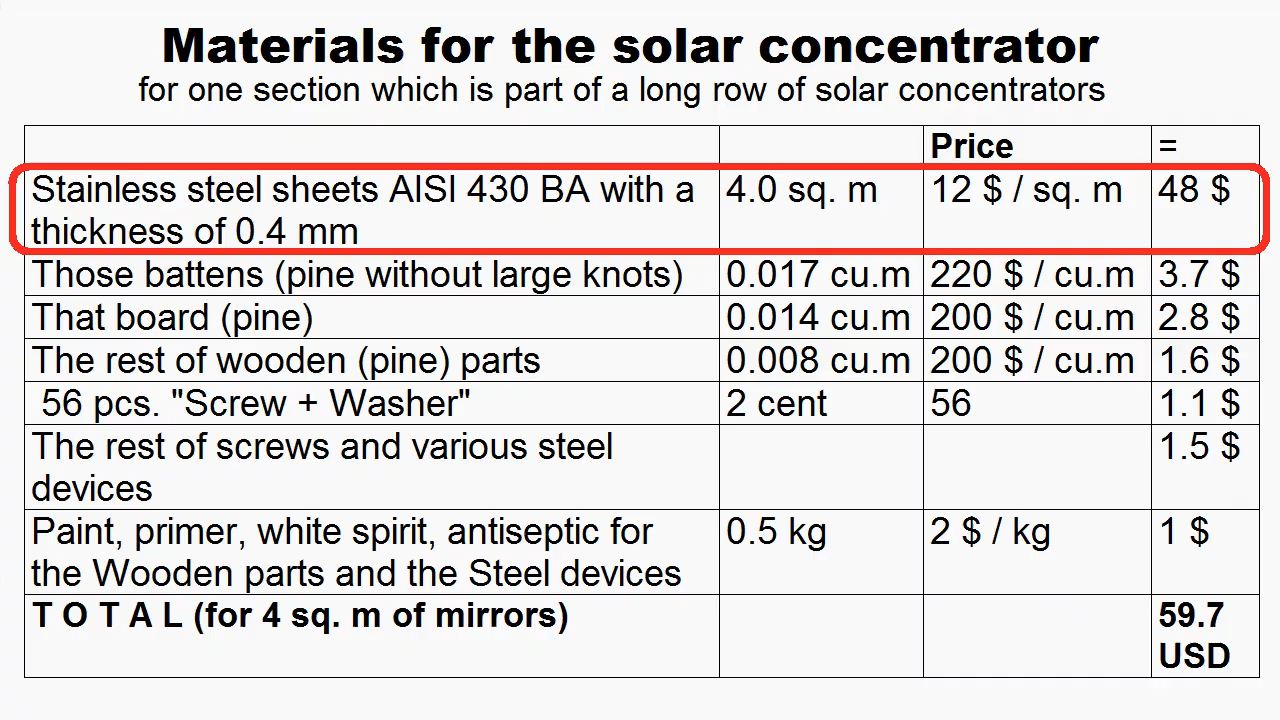 Materials for the solar concentrator
for one section which is part of a long row of solar concentrators
Price =
Stainless steel sheets AISI 430 BA with a 4.0 sq. m 12 $ / sq. m 48 $
thickness of 0.4 mm
Those battens (pine without large knots) 0.017 cu.m 220 $ / cu.m 3.7 $
That board (pine) 0.014 cu.m 200 $ / cu.m 2.8 $
The rest of wooden (pine) parts 0.008 cu.m 200 $ / cu.m 1.6 $
56 pcs. "Screw + Washer" 2 cent 56 1.1 $
The rest of screws and various steel 1.5 $
devices
Paint, primer, white spirit, antiseptic for 0.5 kg 2 $ / kg 1 $
the Wooden parts and the Steel devices
T O T A L (for 4 sq. m of mirrors) 59.7
USD